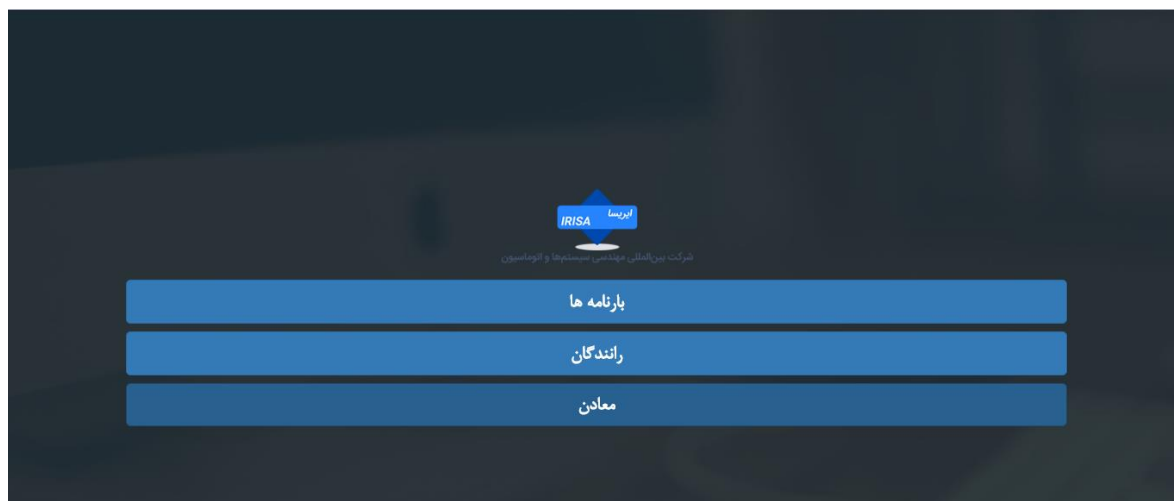 ایریسا
IRISA
شرکت بین‌المللی مهندسی سیستم‌ها و اتوماسیون
بارنامه ها
رانندگان
معادن